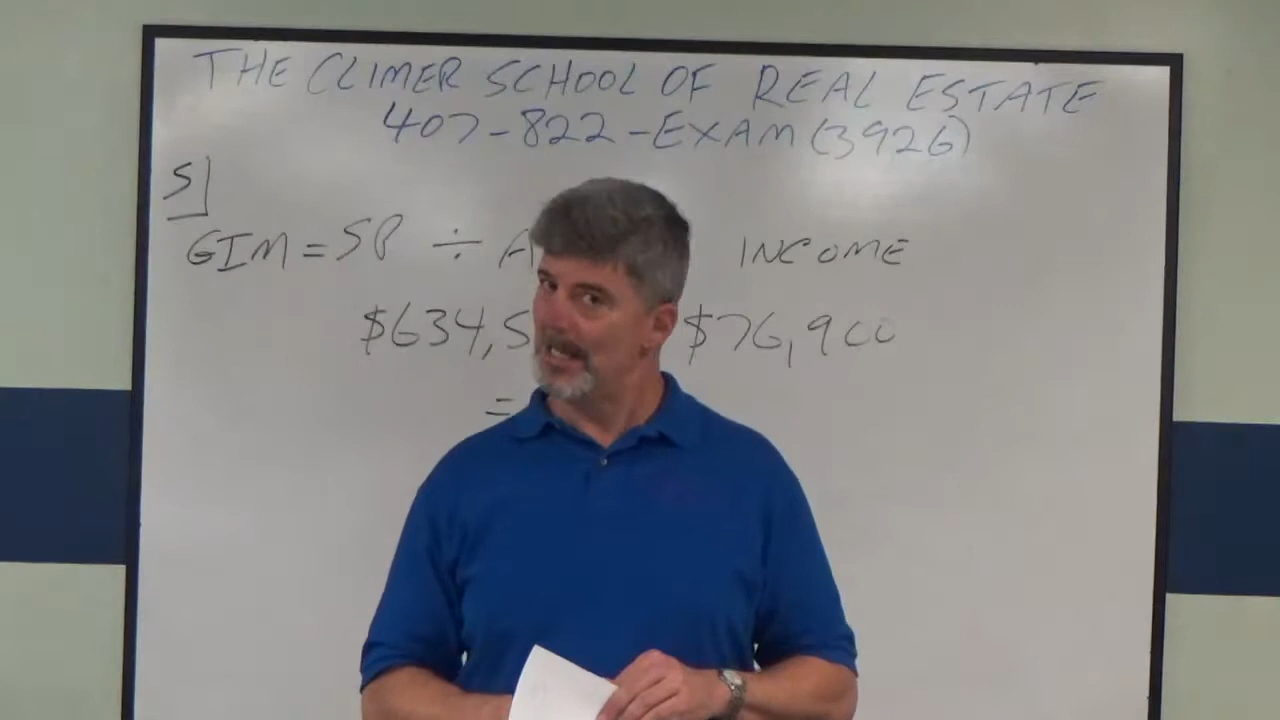 THE CLIMER SCHOOL OF REAL ESTATE
407-822-EXAM (3926)
5
GIM = SP ÷ A INCOME
$634,5 $76,900
=